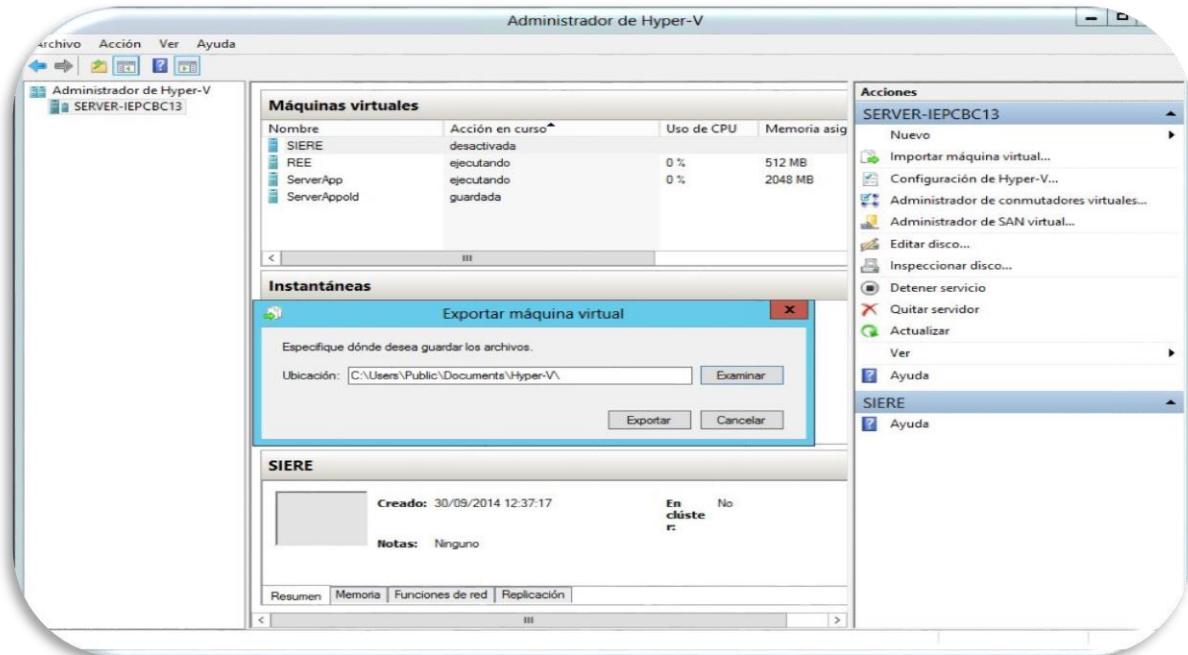 Administrador de Hyper-V
Archivo Acción Ver Ayuda
Administrador de Hyper-V
SERVER-IEPCBC13
Máquinas virtuales
Nombre Acción en curso Uso de CPU Memoria asig
SIERE desactivada
REE ejecutando 0 % 512 MB
ServerApp ejecutando 0 % 2048 MB
ServerAppold guardada
Instantáneas
Exportar máquina virtual
Especifique dónde desea guardar los archivos.
Ubicación: C:\Users\Public\Documents\Hyper-V\ Examinar
Exportar Cancelar
SIERE
Creado: 30/09/2014 12:37:17 En clúste r: No
Notas: Ninguno
Resumen Memoria Funciones de red Replicación
Acciones
SERVER-IEPCBC13
Nuevo
Importar máquina virtual...
Configuración de Hyper-V...
Administrador de conmutadores virtuales...
Administrador de SAN virtual...
Editar disco...
Inspeccionar disco...
Detener servicio
Quitar servidor
Actualizar
Ver
Ayuda
SIERE
Ayuda